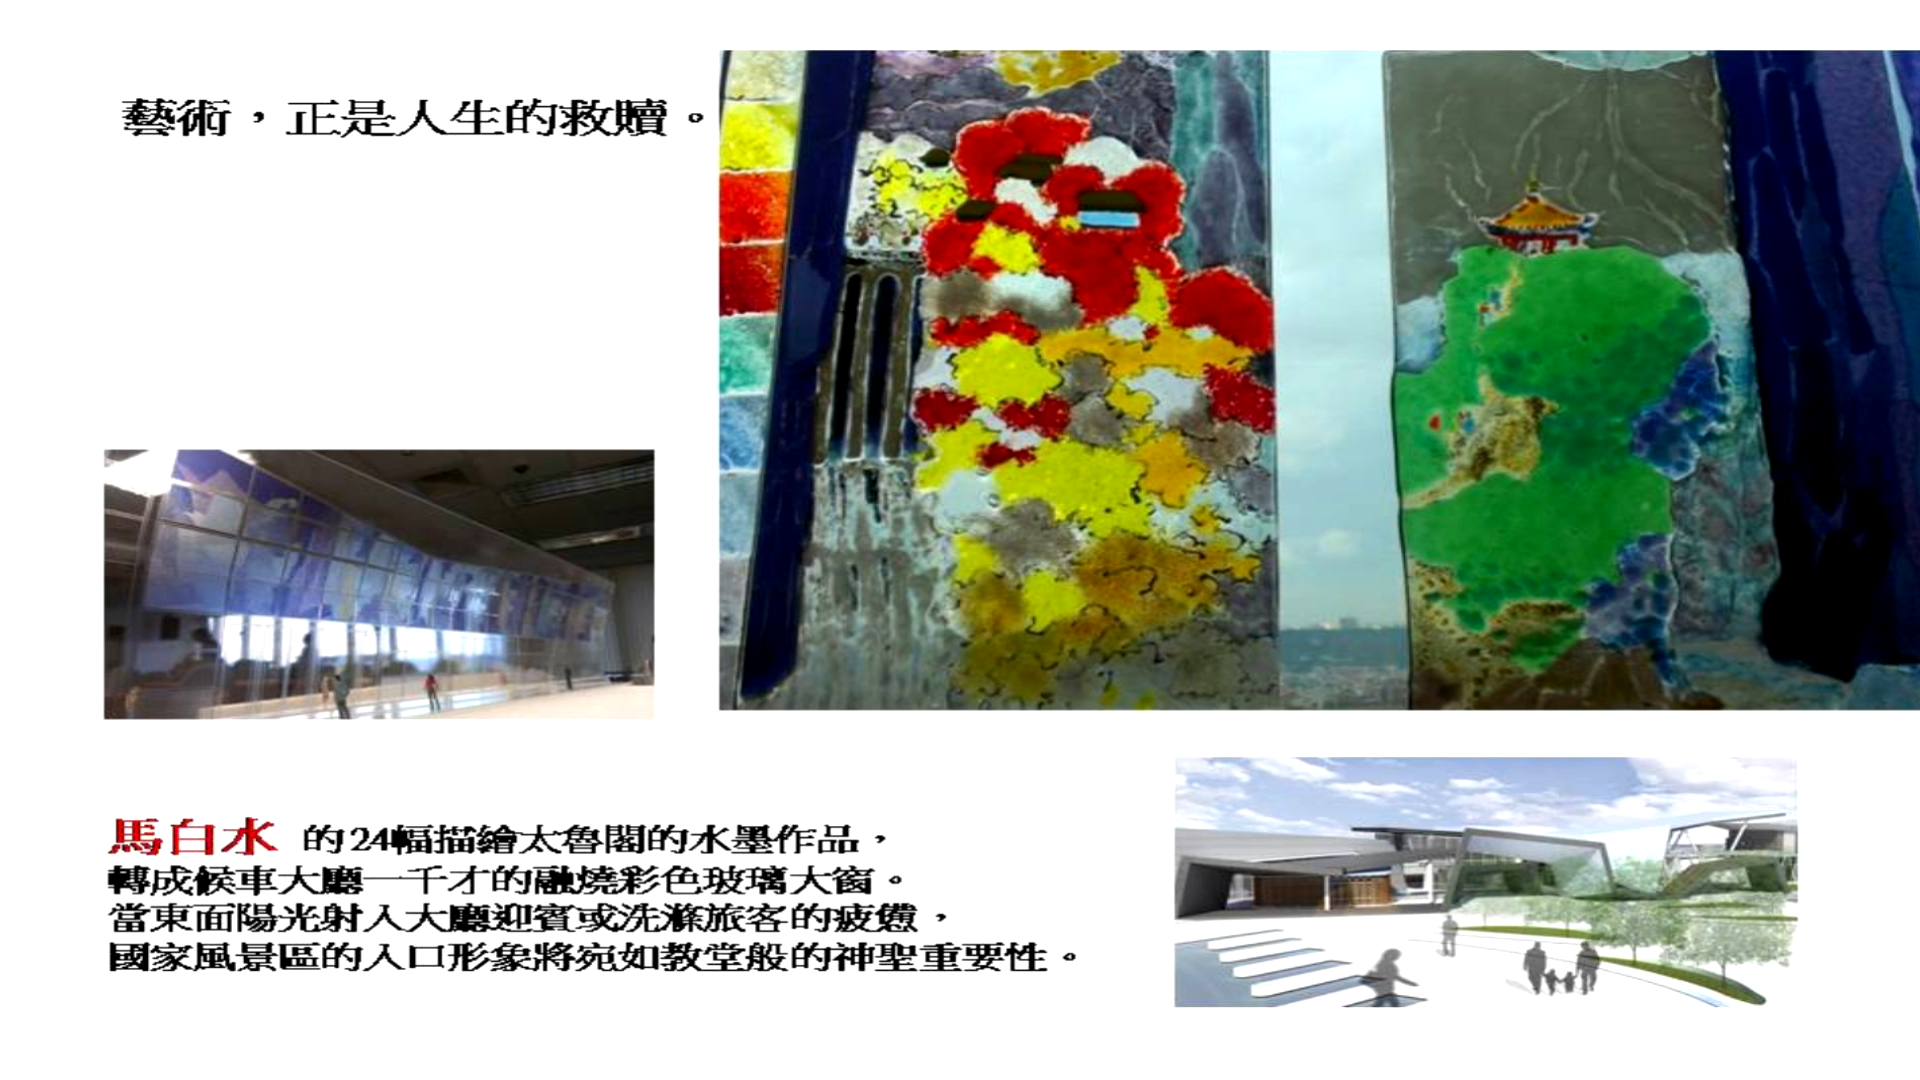 藝術，正是人生的救贖。
馬白水 的24幅描繪太魯閣的水墨作品，
轉成候車大廳一千才的融燒彩色玻璃大窗。
當東面陽光射入大廳迎賓或洗滌旅客的疲憊，
國家風景區的入口形象將宛如教堂般的神聖重要性。